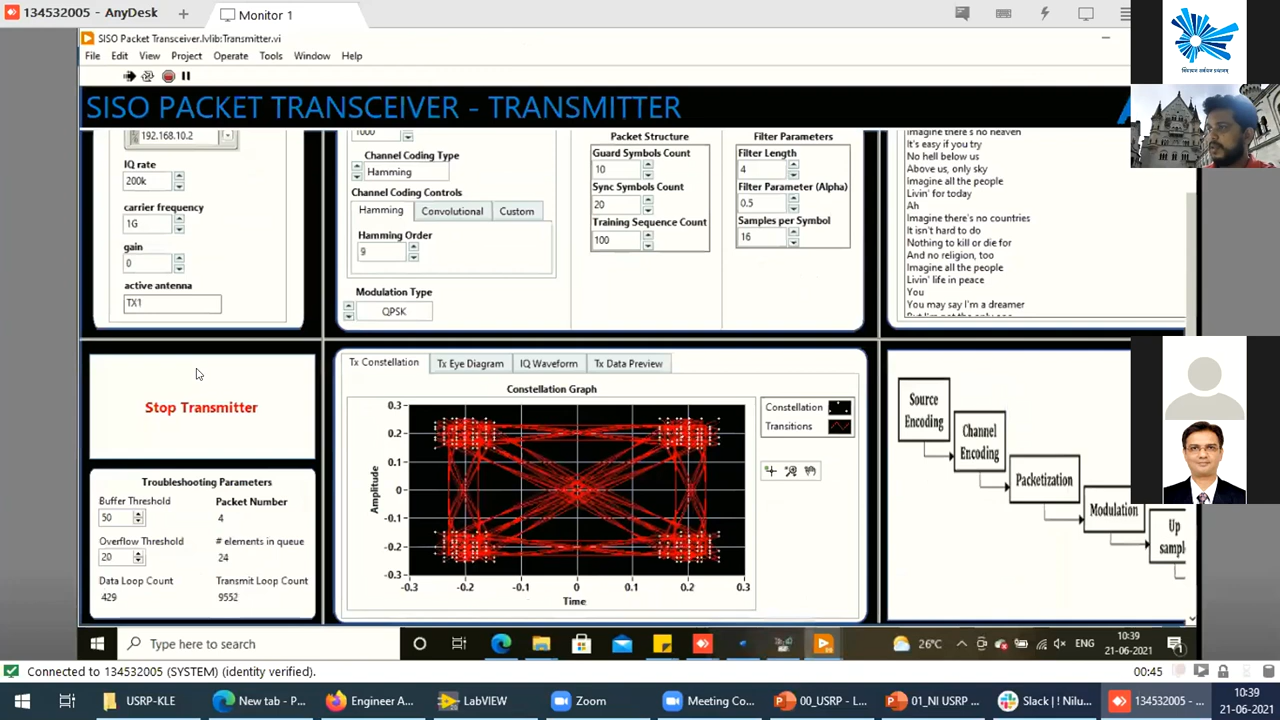 134532005 - AnyDesk
Monitor 1
SISO Packet Transceiver.lvlib:Transmitter.vi
File Edit View Project Operate Tools Window Help
SISO PACKET TRANSCEIVER - TRANSMITTER
192.168.10.2
IQ rate
200k
carrier frequency
1G
gain
0
active antenna
TX1
1000
Channel Coding Type
Hamming
Channel Coding Controls
Hamming Convolutional Custom
Hamming Order
9
Modulation Type
QPSK
Packet Structure
Guard Symbols Count
10
Sync Symbols Count
20
Training Sequence Count
100
Filter Parameters
Filter Length
4
Filter Parameter (Alpha)
0.5
Samples per Symbol
16
Imagine there's no heaven
It's easy if you try
No hell below us
Above us, only sky
Imagine all the people
Livin' for today
Ah
Imagine there's no countries
It isn't hard to do
Nothing to kill or die for
And no religion, too
Imagine all the people
Livin' life in peace
You
You may say I'm a dreamer
But I'm not the only one
Stop Transmitter
Troubleshooting Parameters
Buffer Threshold
50
Packet Number
4
Overflow Threshold
20
# elements in queue
24
Data Loop Count
429
Transmit Loop Count
9552
Tx Constellation Tx Eye Diagram IQ Waveform Tx Data Preview
Constellation Graph
Amplitude
0.3
0.2
0.1
0
-0.1
-0.2
-0.3
-0.3 -0.2 -0.1 0 0.1 0.2 0.3
Time
Constellation
Transitions
Source
Encoding
Channel
Encoding
Packetization
Modulation
Up
sampl
Type here to search
26°C
ENG
10:39
21-06-2021
Connected to 134532005 (SYSTEM) (identity verified).
00:45
USRP-KLE
New tab - P...
Engineer A...
LabVIEW
Zoom
Meeting Co...
00_USRP - L...
01_NI USRP ...
Slack | ! Nilu...
134532005 - ...
10:39
21-06-2021